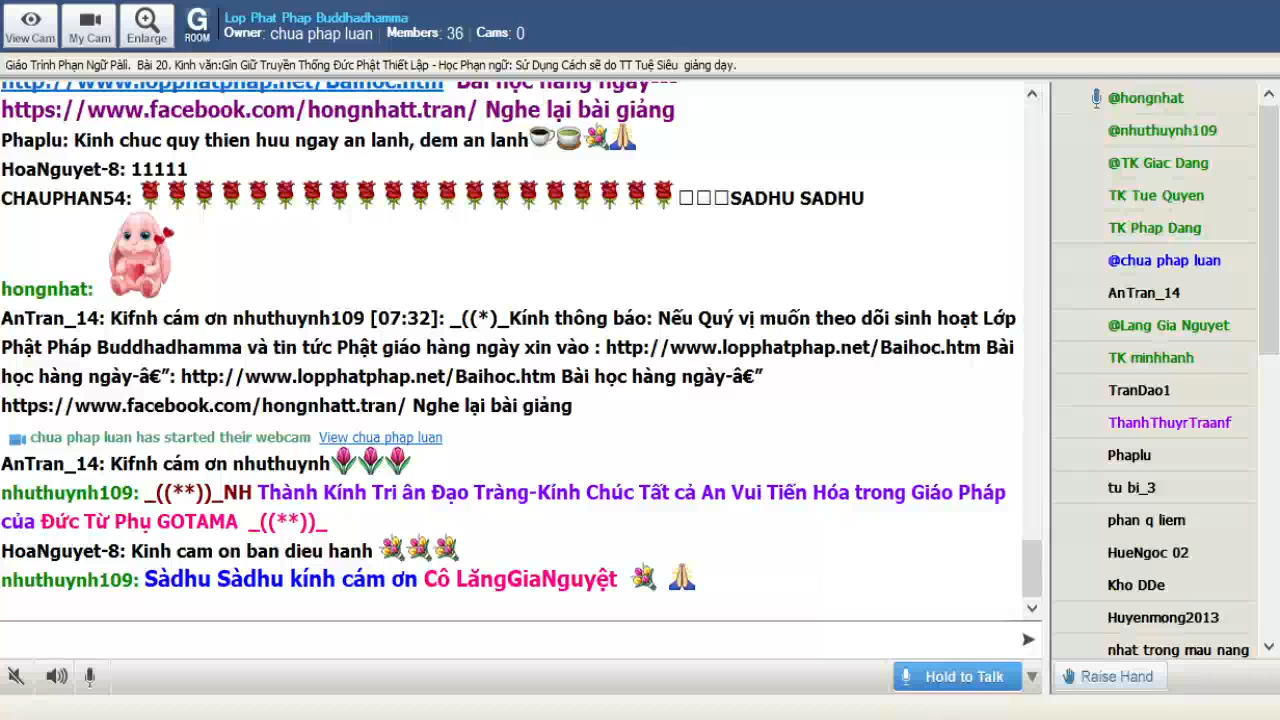 View Cam
My Cam
Enlarge
G
ROOM
Lop Phat Phap Buddhadhamma
Owner: chua phap luan | Members: 36 | Cams: 0
Giáo Trình Phạn Ngữ Pàli. Bài 20. Kinh văn:Gìn Giữ Truyền Thống Đức Phật Thiết Lập - Học Phạn ngữ: Sử Dụng Cách sẽ do TT Tuệ Siêu giảng dạy.
http://www.lopphatphap.net/Baihoc.htm Bài học hàng ngày---
https://www.facebook.com/hongnhatt.tran/ Nghe lại bài giảng
Phaplu: Kinh chuc quy thien huu ngay an lanh, dem an lanh
HoaNguyet-8: 11111
CHAUPHAN54: □□□SADHU SADHU
hongnhat:
AnTran_14: Kifnh cám ơn nhuthuynh109 [07:32]: _((*)_Kính thông báo: Nếu Quý vị muốn theo dõi sinh hoạt Lớp
Phật Pháp Buddhadhamma và tin tức Phật giáo hàng ngày xin vào : http://www.lopphatphap.net/Baihoc.htm Bài
học hàng ngày-â€”: http://www.lopphatphap.net/Baihoc.htm Bài học hàng ngày-â€”
https://www.facebook.com/hongnhatt.tran/ Nghe lại bài giảng
chua phap luan has started their webcam View chua phap luan
AnTran_14: Kifnh cám ơn nhuthuynh
nhuthuynh109: _((**))_NH Thành Kính Tri ân Đạo Tràng-Kính Chúc Tất cả An Vui Tiến Hóa trong Giáo Pháp
của Đức Từ Phụ GOTAMA _((**))_
HoaNguyet-8: Kinh cam on ban dieu hanh
nhuthuynh109: Sàdhu Sàdhu kính cám ơn Cô LăngGiaNguyệt
Hold to Talk
@hongnhat
@nhuthuynh109
@TK Giac Dang
TK Tue Quyen
TK Phap Dang
@chua phap luan
AnTran_14
@Lang Gia Nguyet
TK minhhanh
TranDao1
ThanhThuyrTraanf
Phaplu
tu bi_3
phan q liem
HueNgoc 02
Kho DDe
Huyenmong2013
nhat trong mau nang
Raise Hand